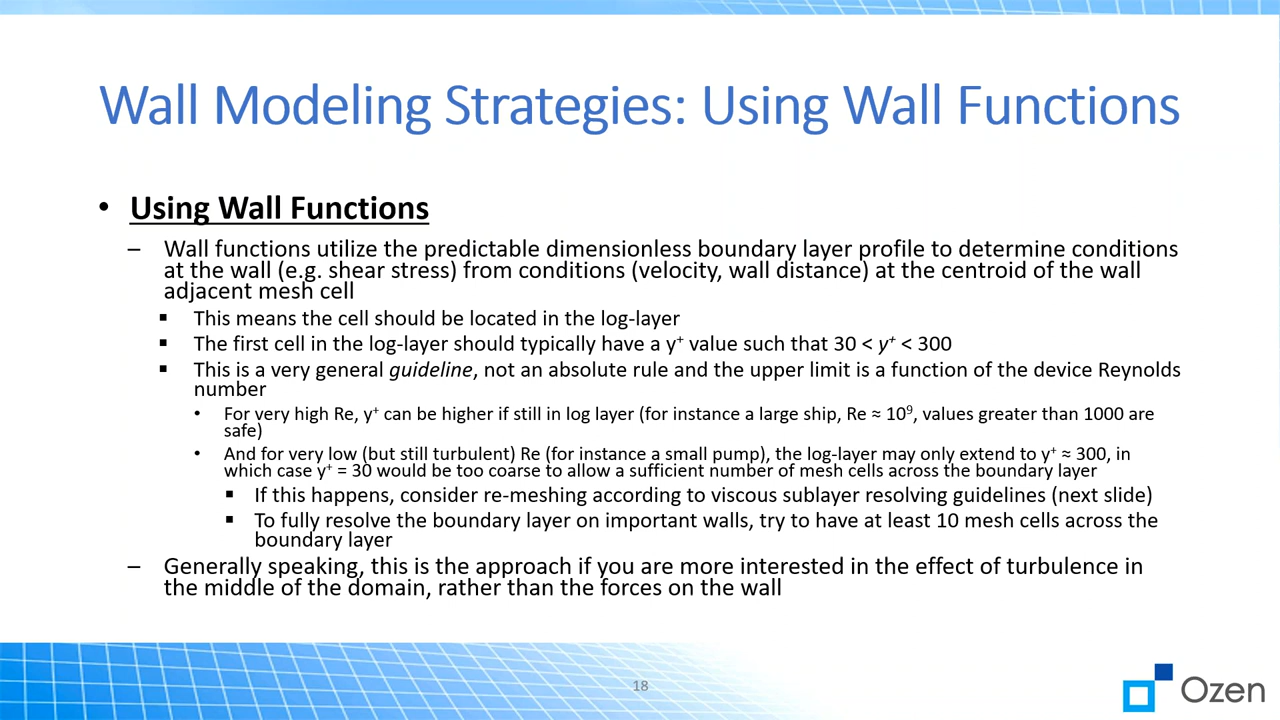 Wall Modeling Strategies: Using Wall Functions
• Using Wall Functions
– Wall functions utilize the predictable dimensionless boundary layer profile to determine conditions
at the wall (e.g. shear stress) from conditions (velocity, wall distance) at the centroid of the wall
adjacent mesh cell
▪ This means the cell should be located in the log-layer
▪ The first cell in the log-layer should typically have a y⁺ value such that 30 < y⁺ < 300
▪ This is a very general guideline, not an absolute rule and the upper limit is a function of the device Reynolds
number
• For very high Re, y⁺ can be higher if still in log layer (for instance a large ship, Re ≈ 10⁹, values greater than 1000 are
safe)
• And for very low (but still turbulent) Re (for instance a small pump), the log-layer may only extend to y⁺ ≈ 300, in
which case y⁺ = 30 would be too coarse to allow a sufficient number of mesh cells across the boundary layer
▪ If this happens, consider re-meshing according to viscous sublayer resolving guidelines (next slide)
▪ To fully resolve the boundary layer on important walls, try to have at least 10 mesh cells across the
boundary layer
– Generally speaking, this is the approach if you are more interested in the effect of turbulence in
the middle of the domain, rather than the forces on the wall
18
Ozen